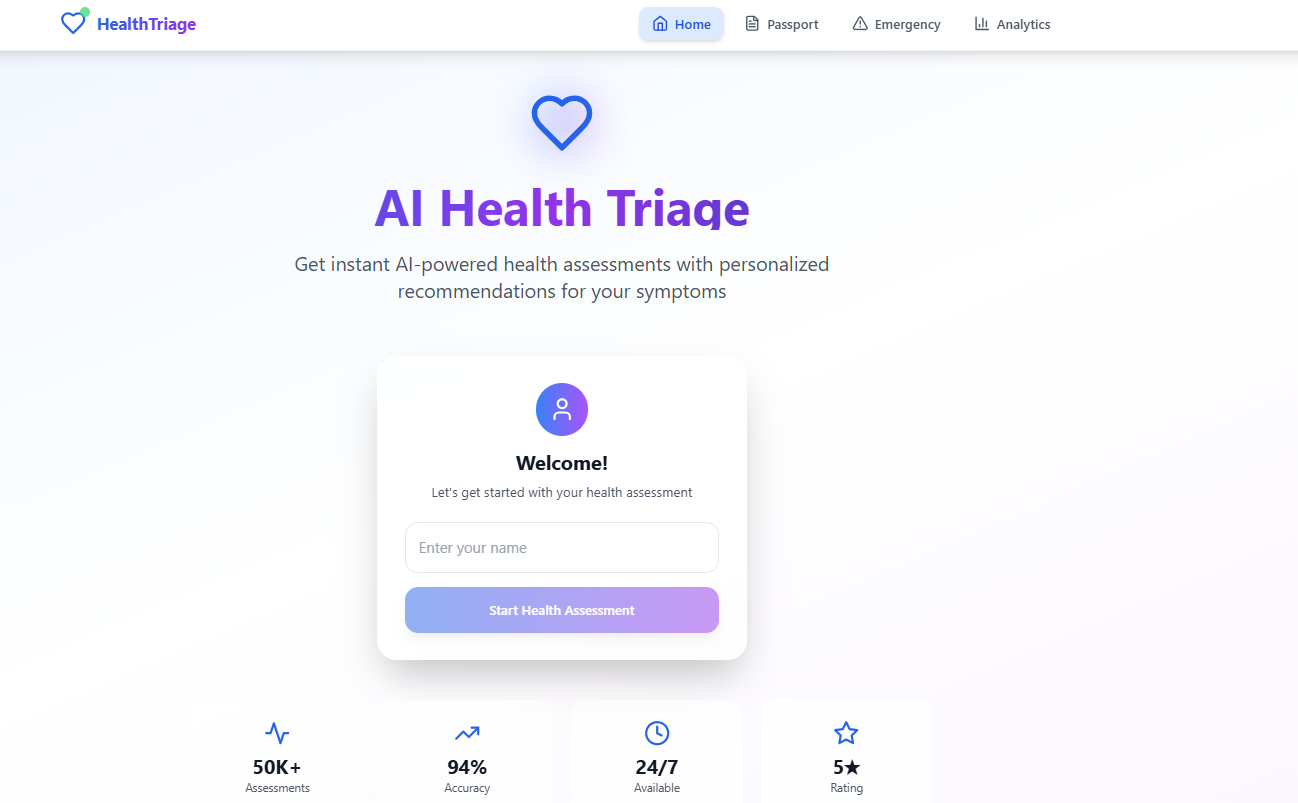 HealthTriage
Home
Passport
Emergency
Analytics
AI Health Triage
Get instant AI-powered health assessments with personalized
recommendations for your symptoms
Welcome!
Let's get started with your health assessment
Enter your name
Start Health Assessment
50K+
Assessments
94%
Accuracy
24/7
Available
5★
Rating